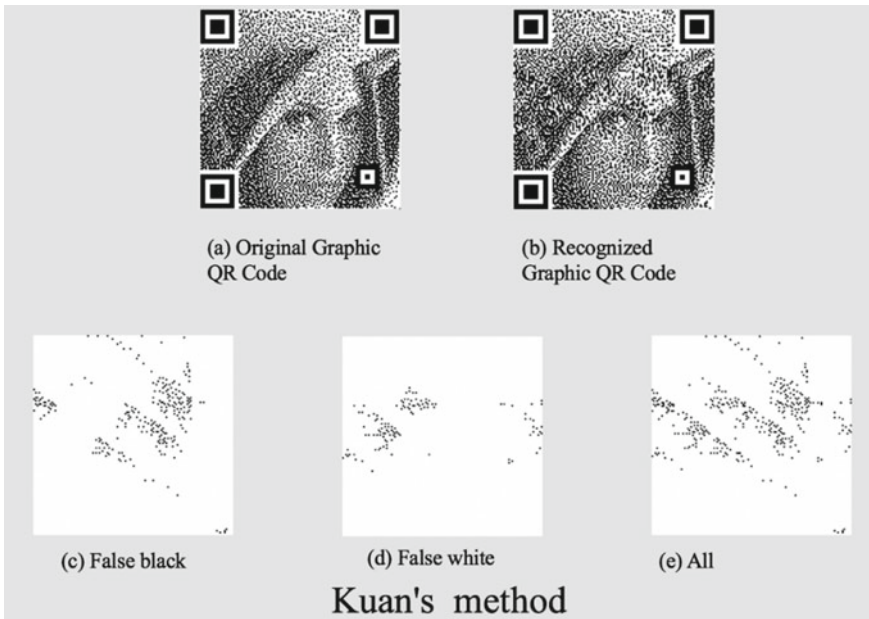 (a) Original Graphic
QR Code
(b) Recognized
Graphic QR Code
(c) False black
(d) False white
(e) All
Kuan's method